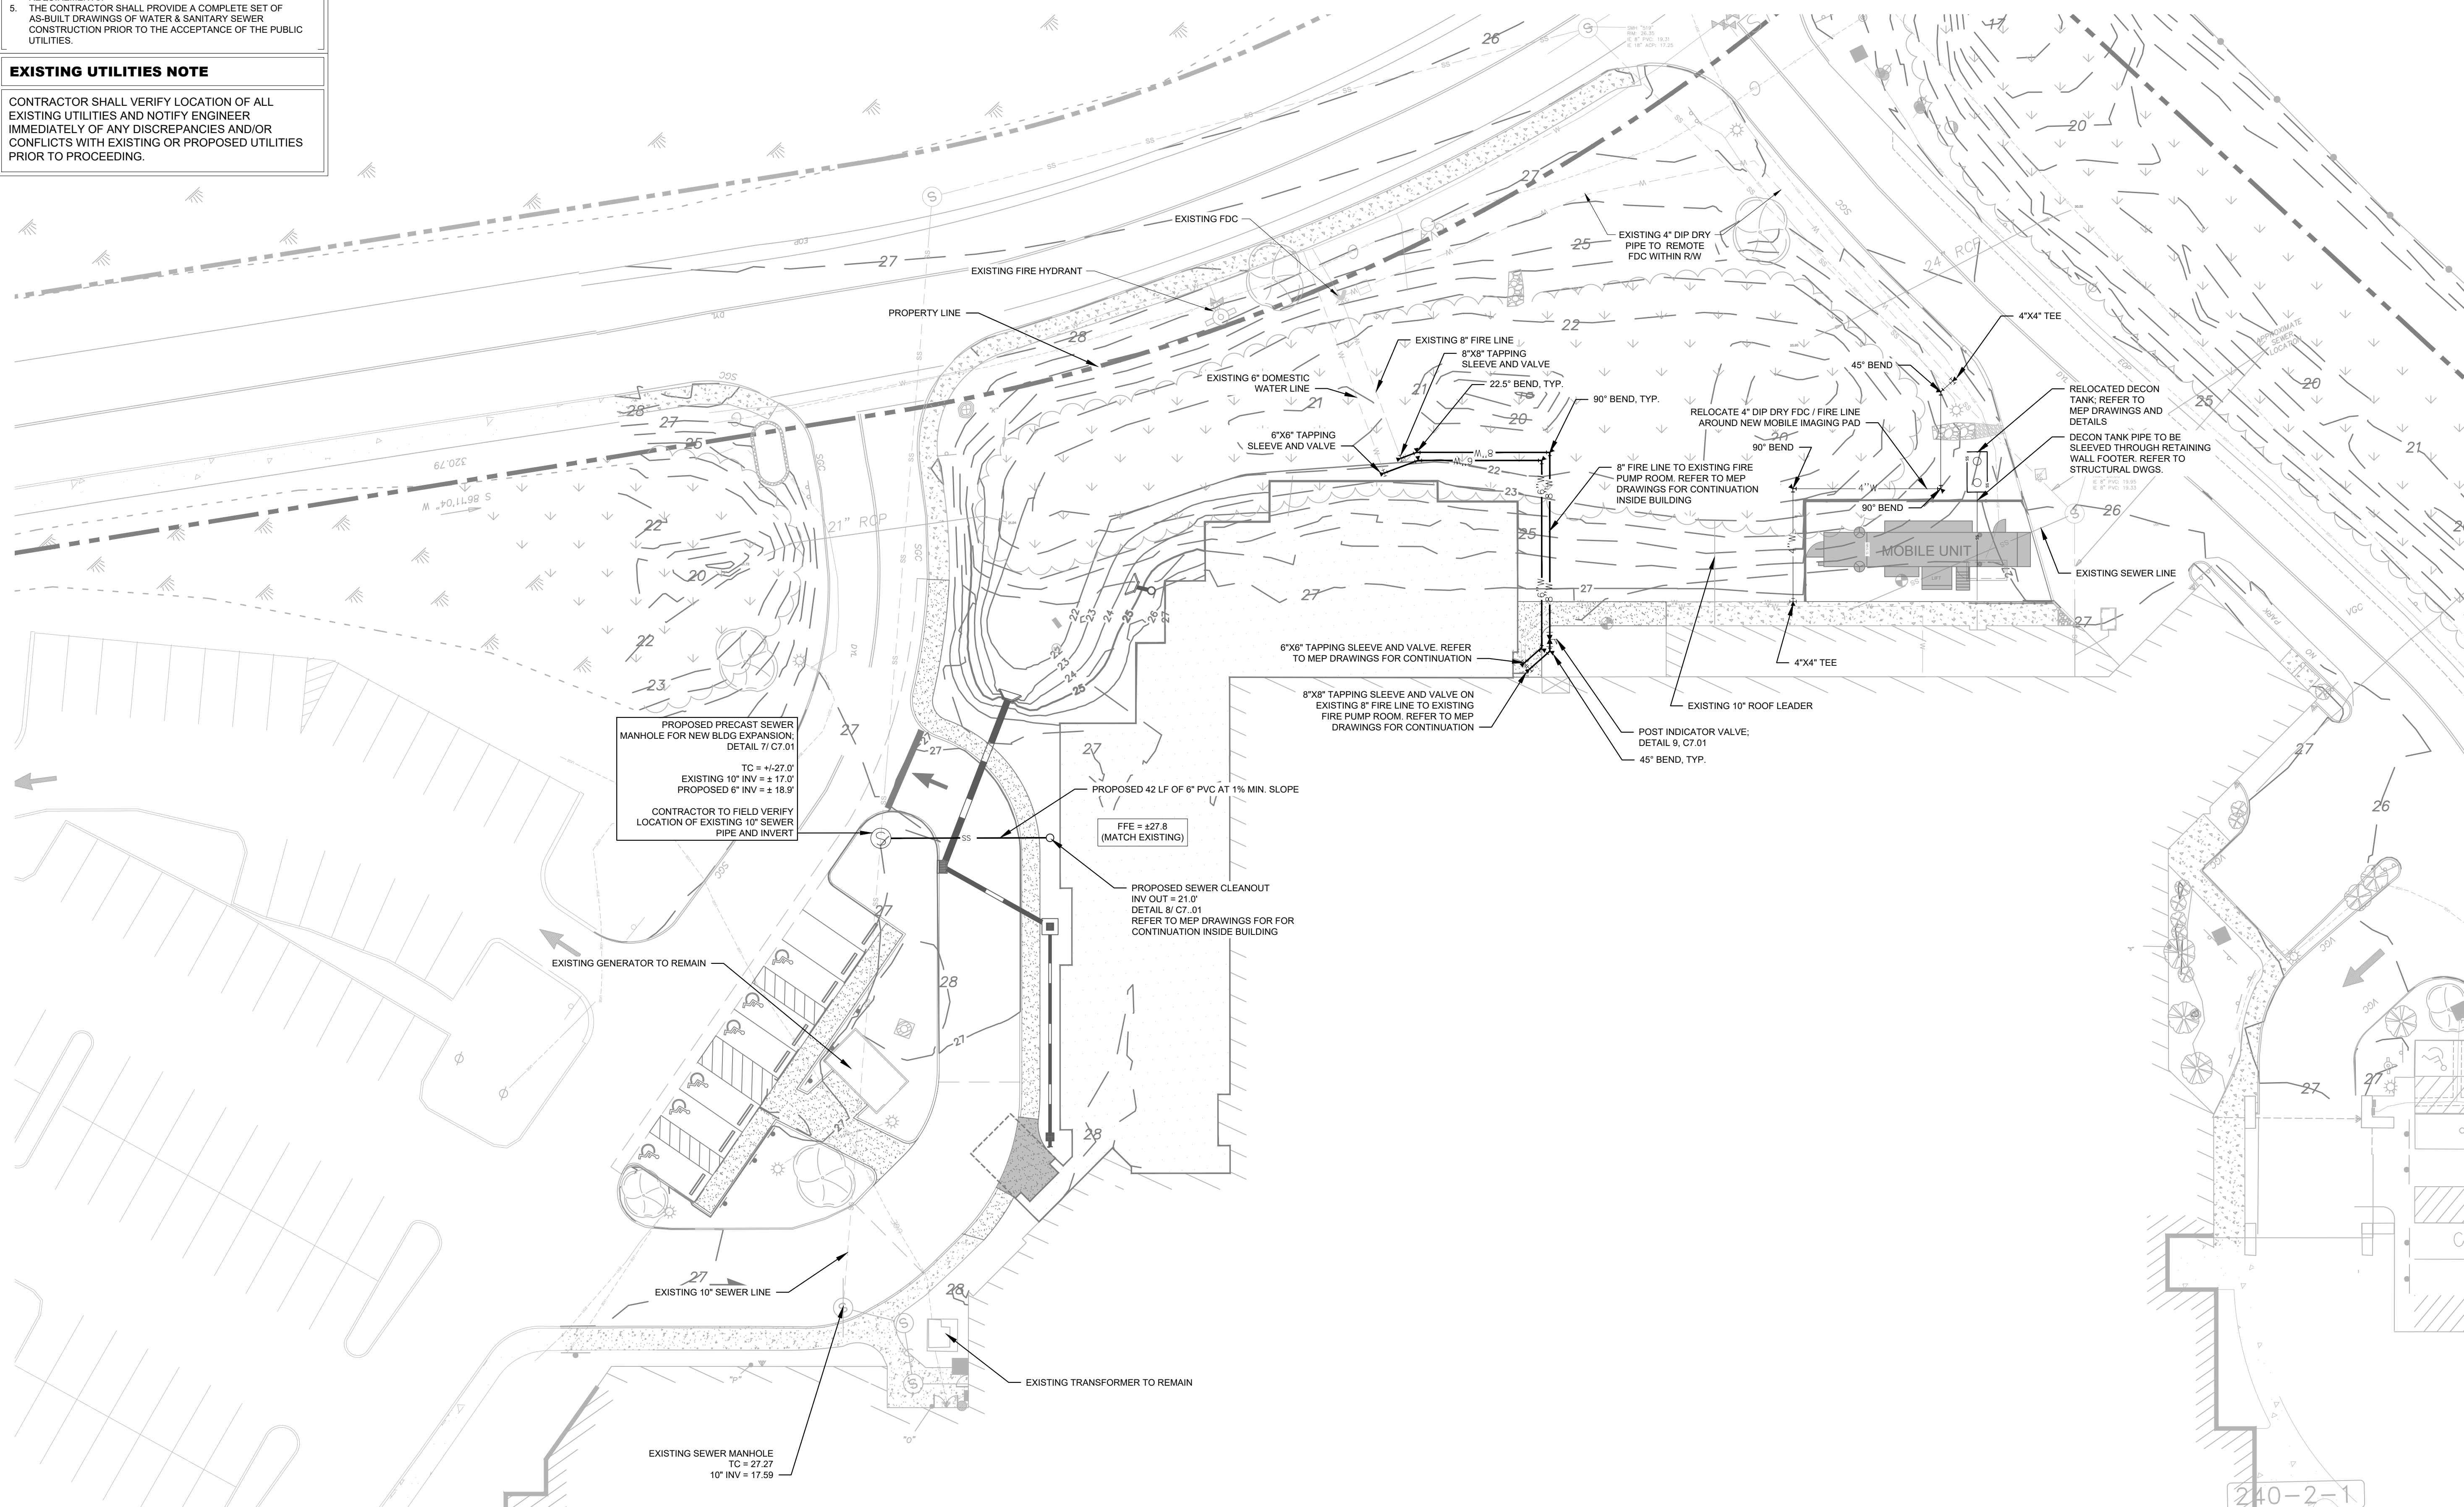 5. THE CONTRACTOR SHALL PROVIDE A COMPLETE SET OF
AS-BUILT DRAWINGS OF WATER & SANITARY SEWER
CONSTRUCTION PRIOR TO THE ACCEPTANCE OF THE PUBLIC
UTILITIES.
EXISTING UTILITIES NOTE
CONTRACTOR SHALL VERIFY LOCATION OF ALL
EXISTING UTILITIES AND NOTIFY ENGINEER
IMMEDIATELY OF ANY DISCREPANCIES AND/OR
CONFLICTS WITH EXISTING OR PROPOSED UTILITIES
PRIOR TO PROCEEDING.
EXISTING FDC
EXISTING FIRE HYDRANT
PROPERTY LINE
EXISTING 4" DIP DRY
PIPE TO REMOTE
FDC WITHIN R/W
EXISTING 8" FIRE LINE
8"X8" TAPPING
SLEEVE AND VALVE
22.5° BEND, TYP.
90° BEND, TYP.
EXISTING 6" DOMESTIC
WATER LINE
6"X6" TAPPING
SLEEVE AND VALVE
4"X4" TEE
45° BEND
RELOCATE 4" DIP DRY FDC / FIRE LINE
AROUND NEW MOBILE IMAGING PAD
90° BEND
90° BEND
RELOCATED DECON
TANK; REFER TO
MEP DRAWINGS AND
DETAILS
DECON TANK PIPE TO BE
SLEEVED THROUGH RETAINING
WALL FOOTER. REFER TO
STRUCTURAL DWGS.
8" FIRE LINE TO EXISTING FIRE
PUMP ROOM. REFER TO MEP
DRAWINGS FOR CONTINUATION
INSIDE BUILDING
MOBILE UNIT
EXISTING SEWER LINE
6"X6" TAPPING SLEEVE AND VALVE. REFER
TO MEP DRAWINGS FOR CONTINUATION
4"X4" TEE
8"X8" TAPPING SLEEVE AND VALVE ON
EXISTING 8" FIRE LINE TO EXISTING
FIRE PUMP ROOM. REFER TO MEP
DRAWINGS FOR CONTINUATION
EXISTING 10" ROOF LEADER
POST INDICATOR VALVE;
DETAIL 9, C7.01
45° BEND, TYP.
PROPOSED PRECAST SEWER
MANHOLE FOR NEW BLDG EXPANSION;
DETAIL 7/ C7.01
TC = +/-27.0'
EXISTING 10" INV = ± 17.0'
PROPOSED 6" INV = ± 18.9'
CONTRACTOR TO FIELD VERIFY
LOCATION OF EXISTING 10" SEWER
PIPE AND INVERT
PROPOSED 42 LF OF 6" PVC AT 1% MIN. SLOPE
FFE = ±27.8
(MATCH EXISTING)
PROPOSED SEWER CLEANOUT
INV OUT = 21.0'
DETAIL 8/ C7..01
REFER TO MEP DRAWINGS FOR FOR
CONTINUATION INSIDE BUILDING
EXISTING GENERATOR TO REMAIN
EXISTING 10" SEWER LINE
EXISTING TRANSFORMER TO REMAIN
EXISTING SEWER MANHOLE
TC = 27.27
10" INV = 17.59
320.79
S 86°11'04" W
21" RCP
24" RCP
APPROXIMATE
SEWER
LOCATION
NO
PARK
240-2-1